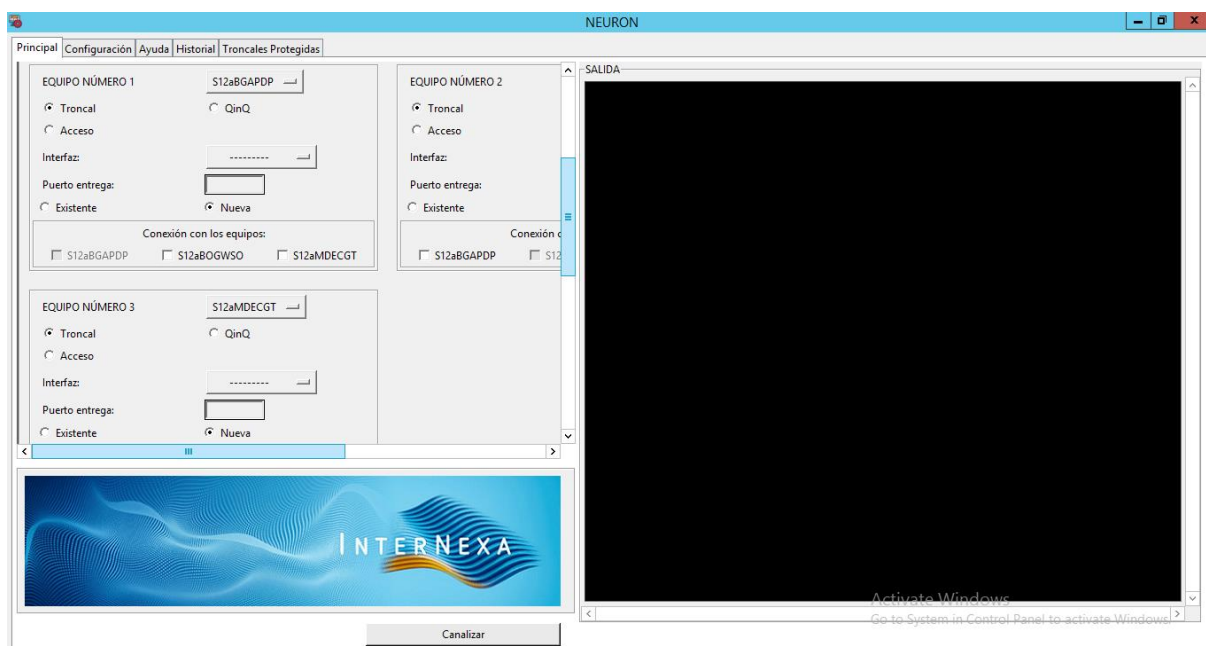 NEURON
Principal Configuración Ayuda Historial Troncales Protegidas
EQUIPO NÚMERO 1 S12aBGAPDP
Troncal QinQ
Acceso
Interfaz: ---------
Puerto entrega:
Existente Nueva
Conexión con los equipos:
S12aBGAPDP S12aBOGWSO S12aMDECGT
EQUIPO NÚMERO 2
Troncal
Acceso
Interfaz:
Puerto entrega:
Existente
Conexión c
S12aBGAPDP S12
EQUIPO NÚMERO 3 S12aMDECGT
Troncal QinQ
Acceso
Interfaz: ---------
Puerto entrega:
Existente Nueva
INTERNEXA
Canalizar
SALIDA
Activate Windows
Go to System in Control Panel to activate Windows.